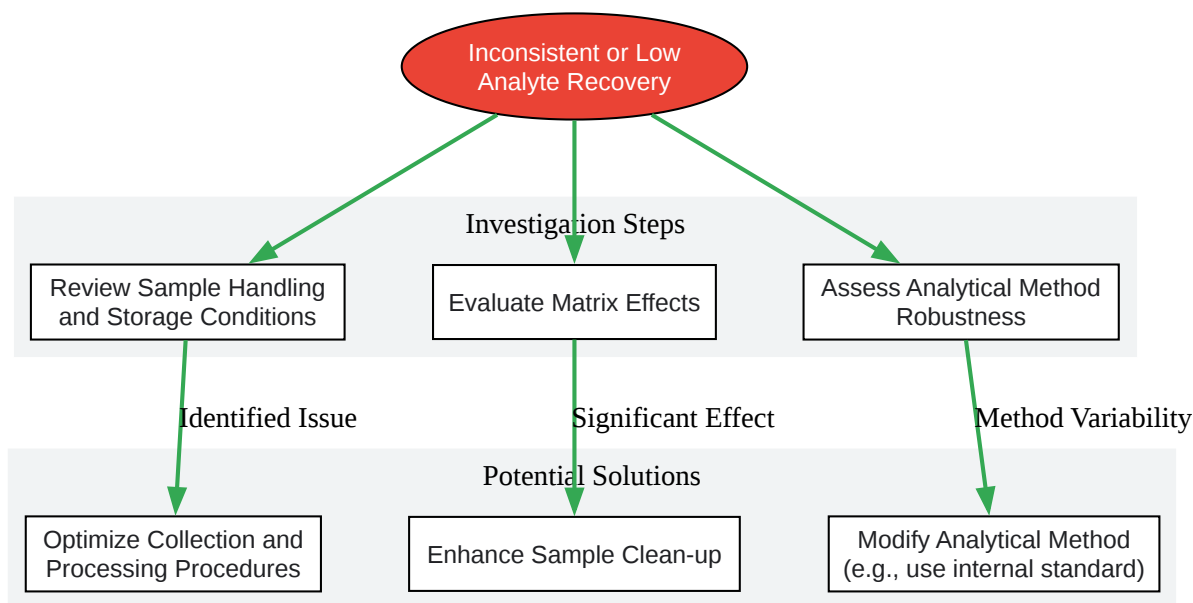 Inconsistent or Low
Analyte Recovery
Investigation Steps
Review Sample Handling
and Storage Conditions
Evaluate Matrix Effects
Assess Analytical Method
Robustness
Identified Issue
Significant Effect
Method Variability
Potential Solutions
Optimize Collection and
Processing Procedures
Enhance Sample Clean-up
Modify Analytical Method
(e.g., use internal standard)